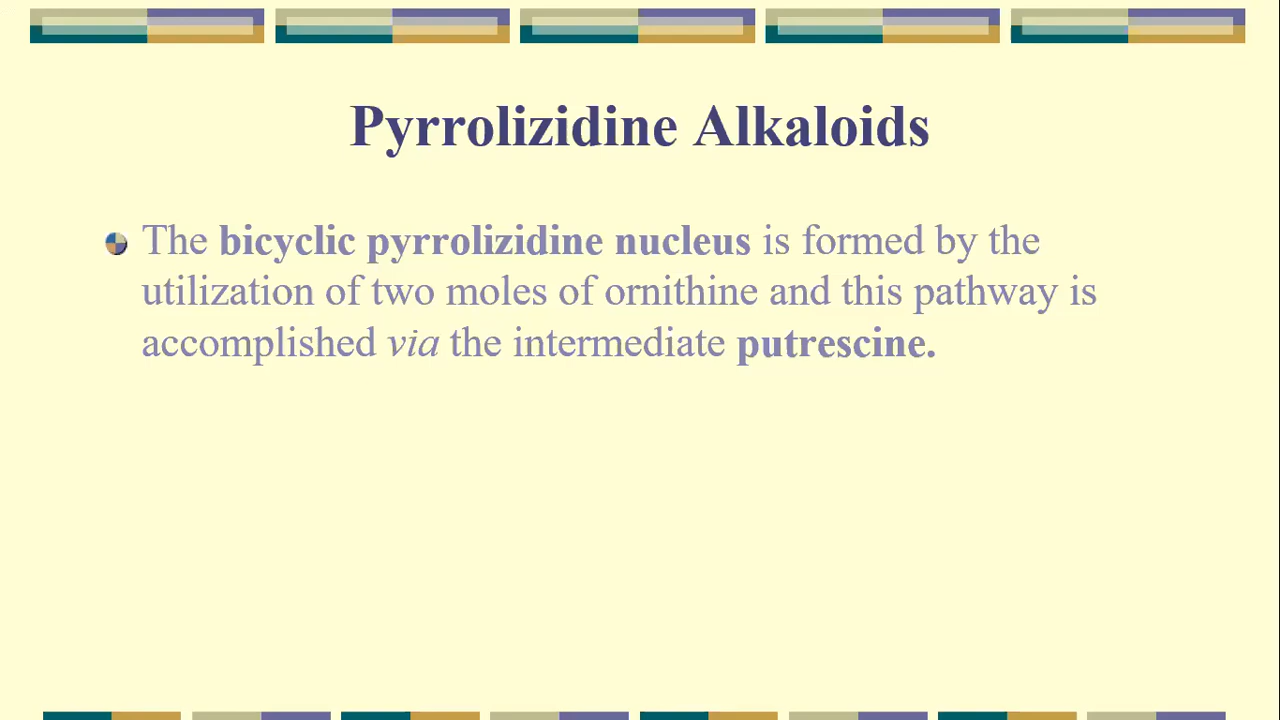 Pyrrolizidine Alkaloids
The bicyclic pyrrolizidine nucleus is formed by the
utilization of two moles of ornithine and this pathway is
accomplished via the intermediate putrescine.